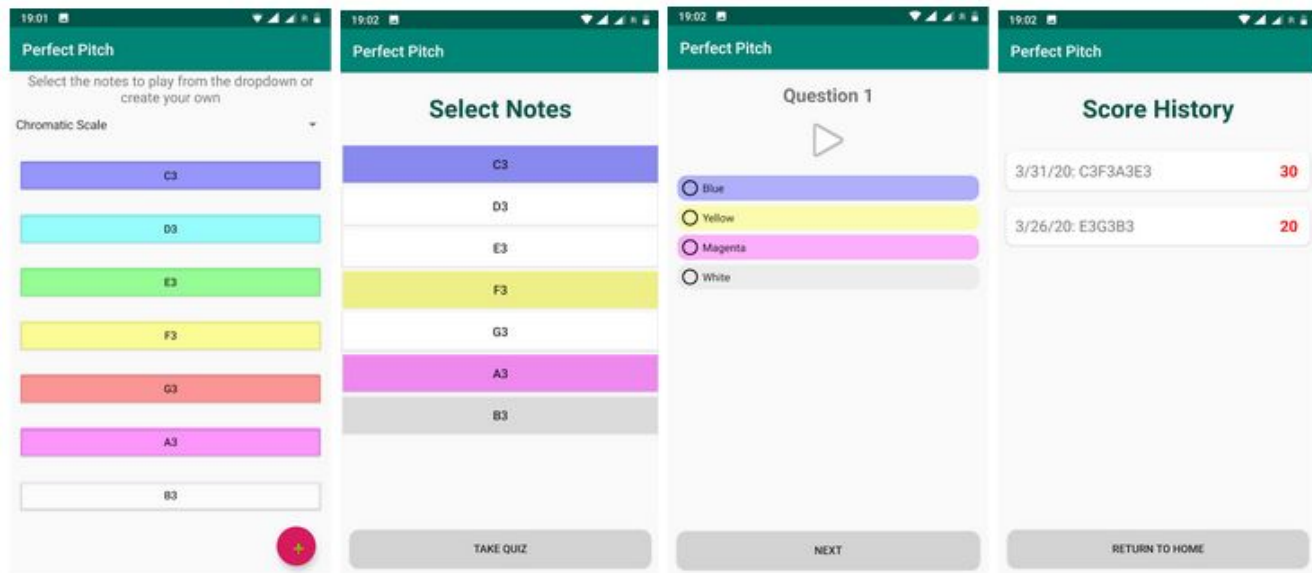 19:01
Perfect Pitch
Select the notes to play from the dropdown or
create your own
Chromatic Scale
C3
D3
E3
F3
G3
A3
B3
+
19:02
Perfect Pitch
Select Notes
C3
D3
E3
F3
G3
A3
B3
TAKE QUIZ
19:02
Perfect Pitch
Question 1
Blue
Yellow
Magenta
White
NEXT
19:02
Perfect Pitch
Score History
3/31/20: C3F3A3E3 30
3/26/20: E3G3B3 20
RETURN TO HOME